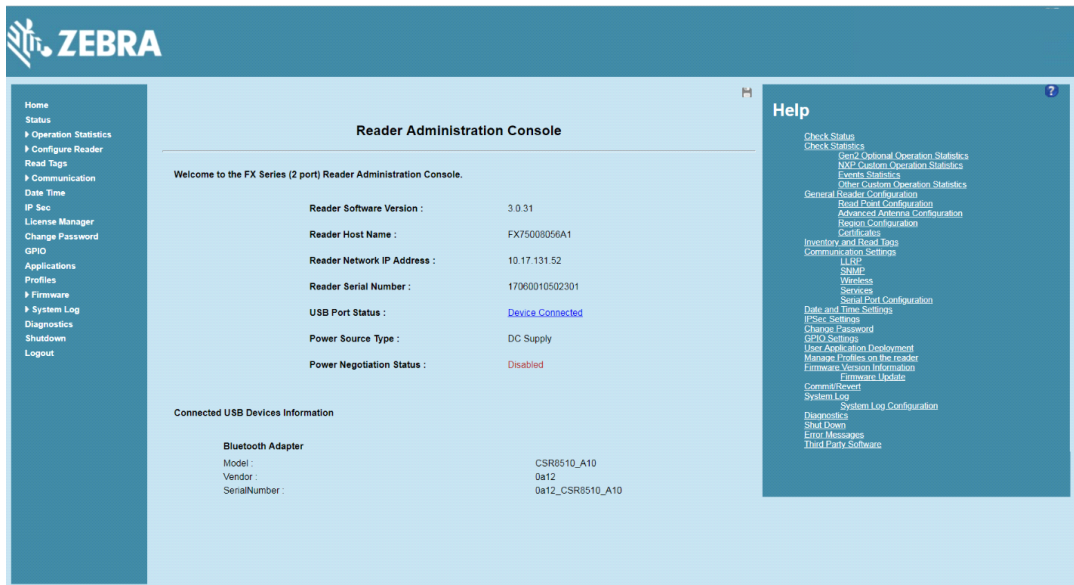 ZEBRA
Home
Status
Operation Statistics
Configure Reader
Read Tags
Communication
Date Time
IP Sec
License Manager
Change Password
GPIO
Applications
Profiles
Firmware
System Log
Diagnostics
Shutdown
Logout
Reader Administration Console
Welcome to the FX Series (2 port) Reader Administration Console.
Reader Software Version : 3.0.31
Reader Host Name : FX75008056A1
Reader Network IP Address : 10.17.131.52
Reader Serial Number : 17060010502301
USB Port Status : Device Connected
Power Source Type : DC Supply
Power Negotiation Status : Disabled
Connected USB Devices Information
Bluetooth Adapter
Model : CSR8510_A10
Vendor : 0a12
SerialNumber : 0a12_CSR8510_A10
?
Help
Check Status
Check Statistics
Gen2 Optional Operation Statistics
NXP Custom Operation Statistics
Events Statistics
Other Custom Operation Statistics
General Reader Configuration
Read Point Configuration
Advanced Antenna Configuration
Region Configuration
Certificates
Inventory and Read Tags
Communication Settings
LLRP
SNMP
Wireless
Services
Serial Port Configuration
Date and Time Settings
IPSec Settings
Change Password
GPIO Settings
User Application Deployment
Manage Profiles on the reader
Firmware Version Information
Firmware Update
Commit/Revert
System Log
System Log Configuration
Diagnostics
Shut Down
Error Messages
Third Party Software